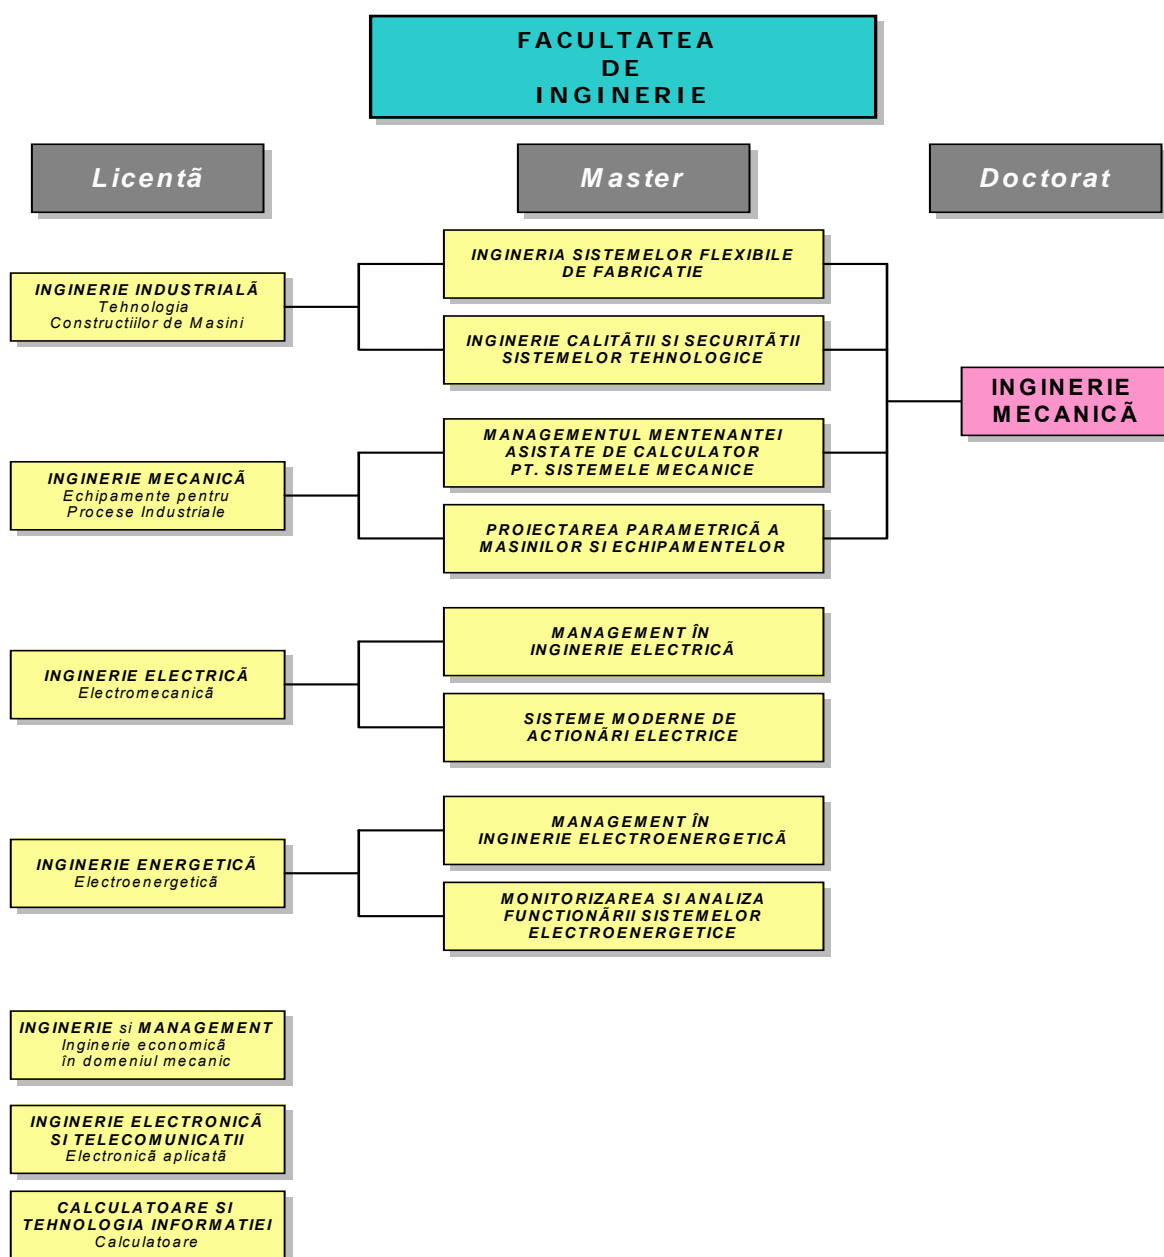 FACULTATEA
DE
INGINERIE
Licentã
Master
Doctorat
INGINERIE INDUSTRIALÃ
Tehnologia
Constructiilor de Masini
INGINERIA SISTEMELOR FLEXIBILE
DE FABRICATIE
INGINERIE CALITÃTII SI SECURITÃTII
SISTEMELOR TEHNOLOGICE
INGINERIE
MECANICÃ
INGINERIE MECANICÃ
Echipamente pentru
Procese Industriale
MANAGEMENTUL MENTENANTEI
ASISTATE DE CALCULATOR
PT. SISTEMELE MECANICE
PROIECTAREA PARAMETRICÃ A
MASINILOR SI ECHIPAMENTELOR
INGINERIE ELECTRICÃ
Electromecanicã
MANAGEMENT ÎN
INGINERIE ELECTRICÃ
SISTEME MODERNE DE
ACTIONÃRI ELECTRICE
INGINERIE ENERGETICÃ
Electroenergeticã
MANAGEMENT ÎN
INGINERIE ELECTROENERGETICÃ
MONITORIZAREA SI ANALIZA
FUNCTIONÃRII SISTEMELOR
ELECTROENERGETICE
INGINERIE si MANAGEMENT
Inginerie economicã
în domeniul mecanic
INGINERIE ELECTRONICÃ
SI TELECOMUNICATII
Electronicã aplicatã
CALCULATOARE SI
TEHNOLOGIA INFORMATIEI
Calculatoare